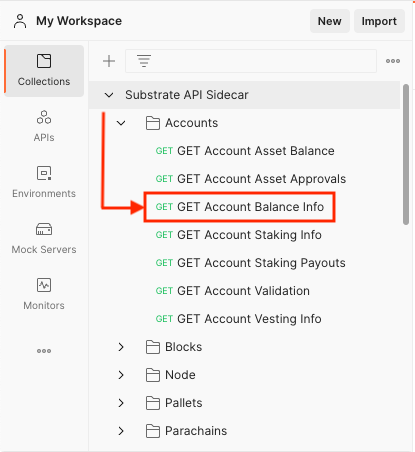 My Workspace
New
Import
Collections
APIs
Environments
Mock Servers
Monitors
Substrate API Sidecar
Accounts
GET GET Account Asset Balance
GET GET Account Asset Approvals
GET GET Account Balance Info
GET GET Account Staking Info
GET GET Account Staking Payouts
GET GET Account Validation
GET GET Account Vesting Info
Blocks
Node
Pallets
Parachains